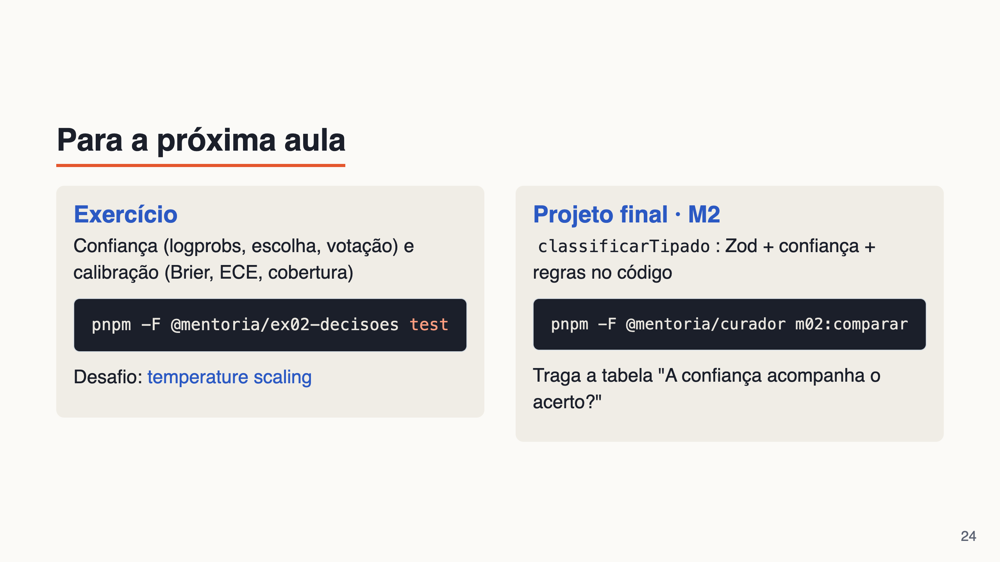 Para a próxima aula
Exercício
Confiança (logprobs, escolha, votação) e
calibração (Brier, ECE, cobertura)
pnpm -F @mentoria/ex02-decisoes test
Desafio: temperature scaling
Projeto final · M2
classificarTipado : Zod + confiança +
regras no código
pnpm -F @mentoria/curador m02:comparar
Traga a tabela "A confiança acompanha o
acerto?"
24